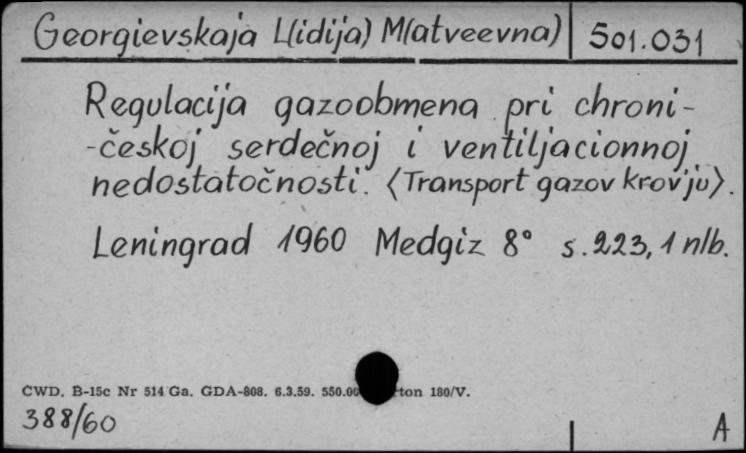 Georgievskaja L(idija) M(atveevna) 501.031
Regulacija gazoobmena pri chroni-
-českoj serdečnoj i ventiljacionnoj
nedostatočnosti. <Transport gazov krov'ju>.
Leningrad 1960 Medgiz 8° s. 223, 1 nlb.
CWD. B-15c Nr 514 Ga. GDA-808. 6.3.59. 550.00 ton 180/V.
388/60 A